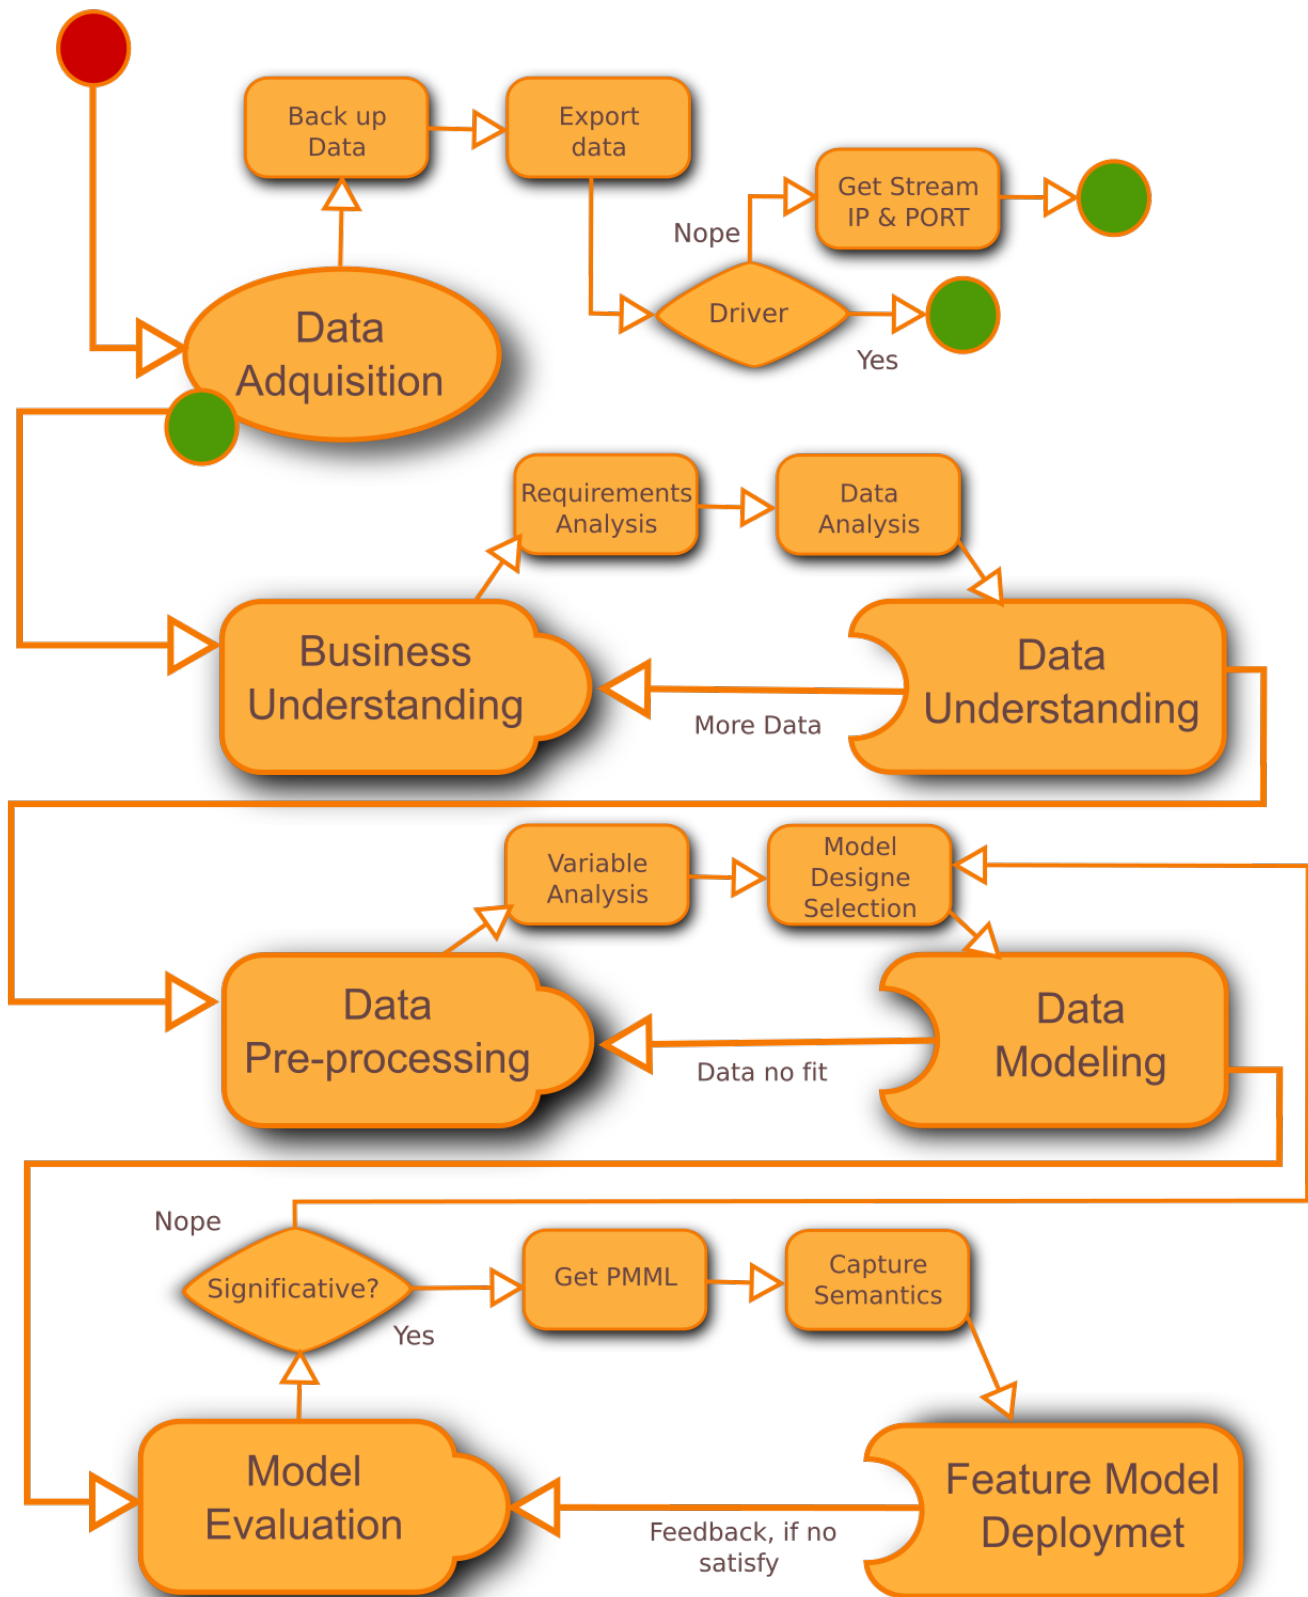 Back up
Data
Export
data
Get Stream
IP & PORT
Nope
Driver
Yes
Data
Adquisition
Requirements
Analysis
Data
Analysis
Business
Understanding
Data
Understanding
More Data
Variable
Analysis
Model
Designe
Selection
Data
Pre-processing
Data
Modeling
Data no fit
Nope
Significative?
Yes
Get PMML
Capture
Semantics
Model
Evaluation
Feature Model
Deploymet
Feedback, if no
satisfy